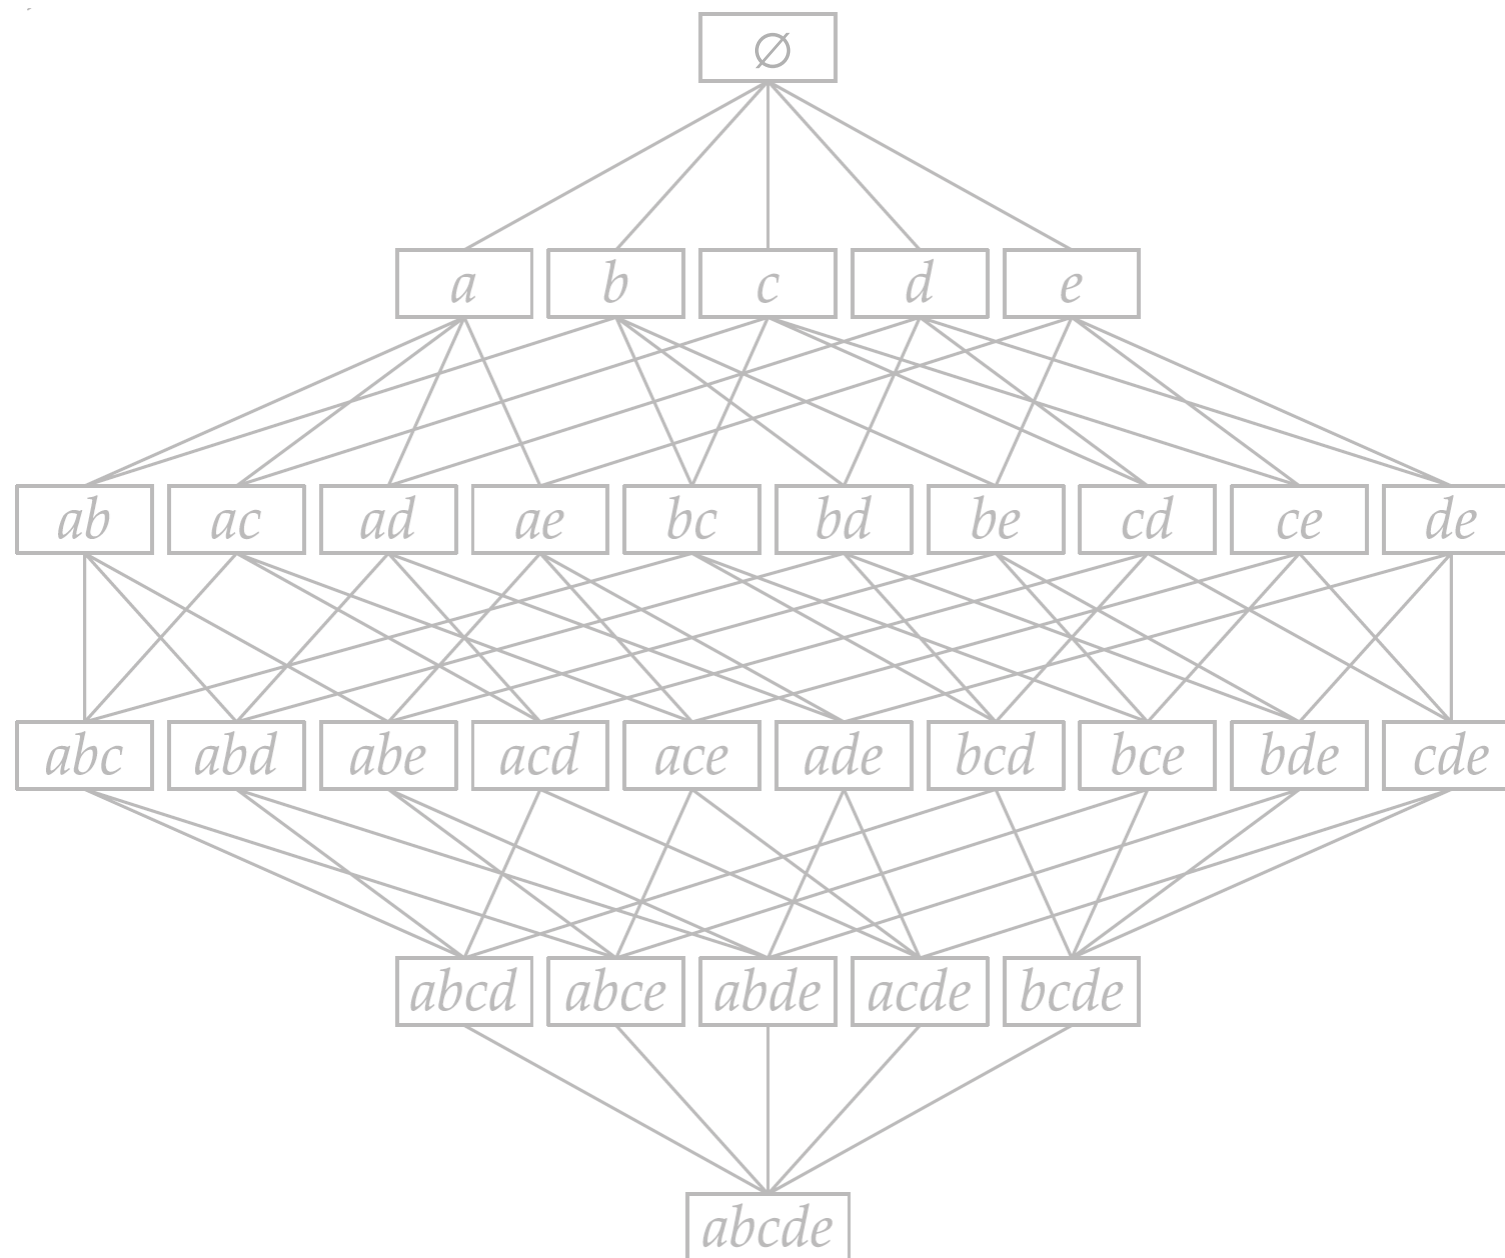 ∅
a b c d e
ab ac ad ae bc bd be cd ce de
abc abd abe acd ace ade bcd bce bde cde
abcd abce abde acde bcde
abcde